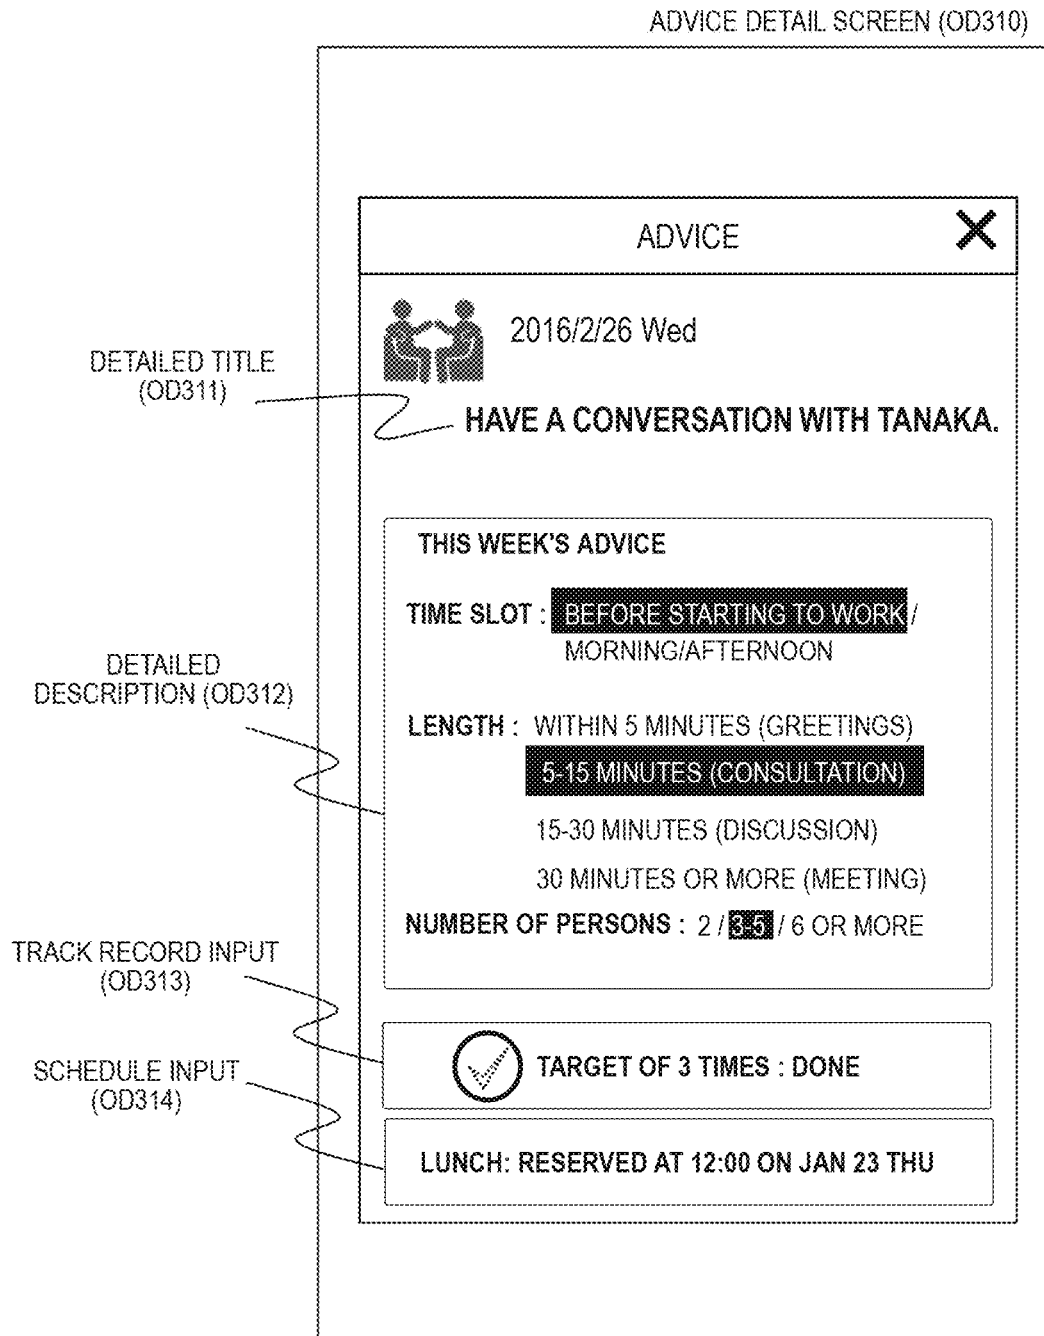 ADVICE DETAIL SCREEN (OD310)
ADVICE
2016/2/26 Wed
DETAILED TITLE
(OD311)
HAVE A CONVERSATION WITH TANAKA.
THIS WEEK'S ADVICE
TIME SLOT : BEFORE STARTING TO WORK /
MORNING/AFTERNOON
DETAILED
DESCRIPTION (OD312)
LENGTH : WITHIN 5 MINUTES (GREETINGS)
5-15 MINUTES (CONSULTATION)
15-30 MINUTES (DISCUSSION)
30 MINUTES OR MORE (MEETING)
NUMBER OF PERSONS : 2 / 3-5 / 6 OR MORE
TRACK RECORD INPUT
(OD313)
TARGET OF 3 TIMES : DONE
SCHEDULE INPUT
(OD314)
LUNCH: RESERVED AT 12:00 ON JAN 23 THU